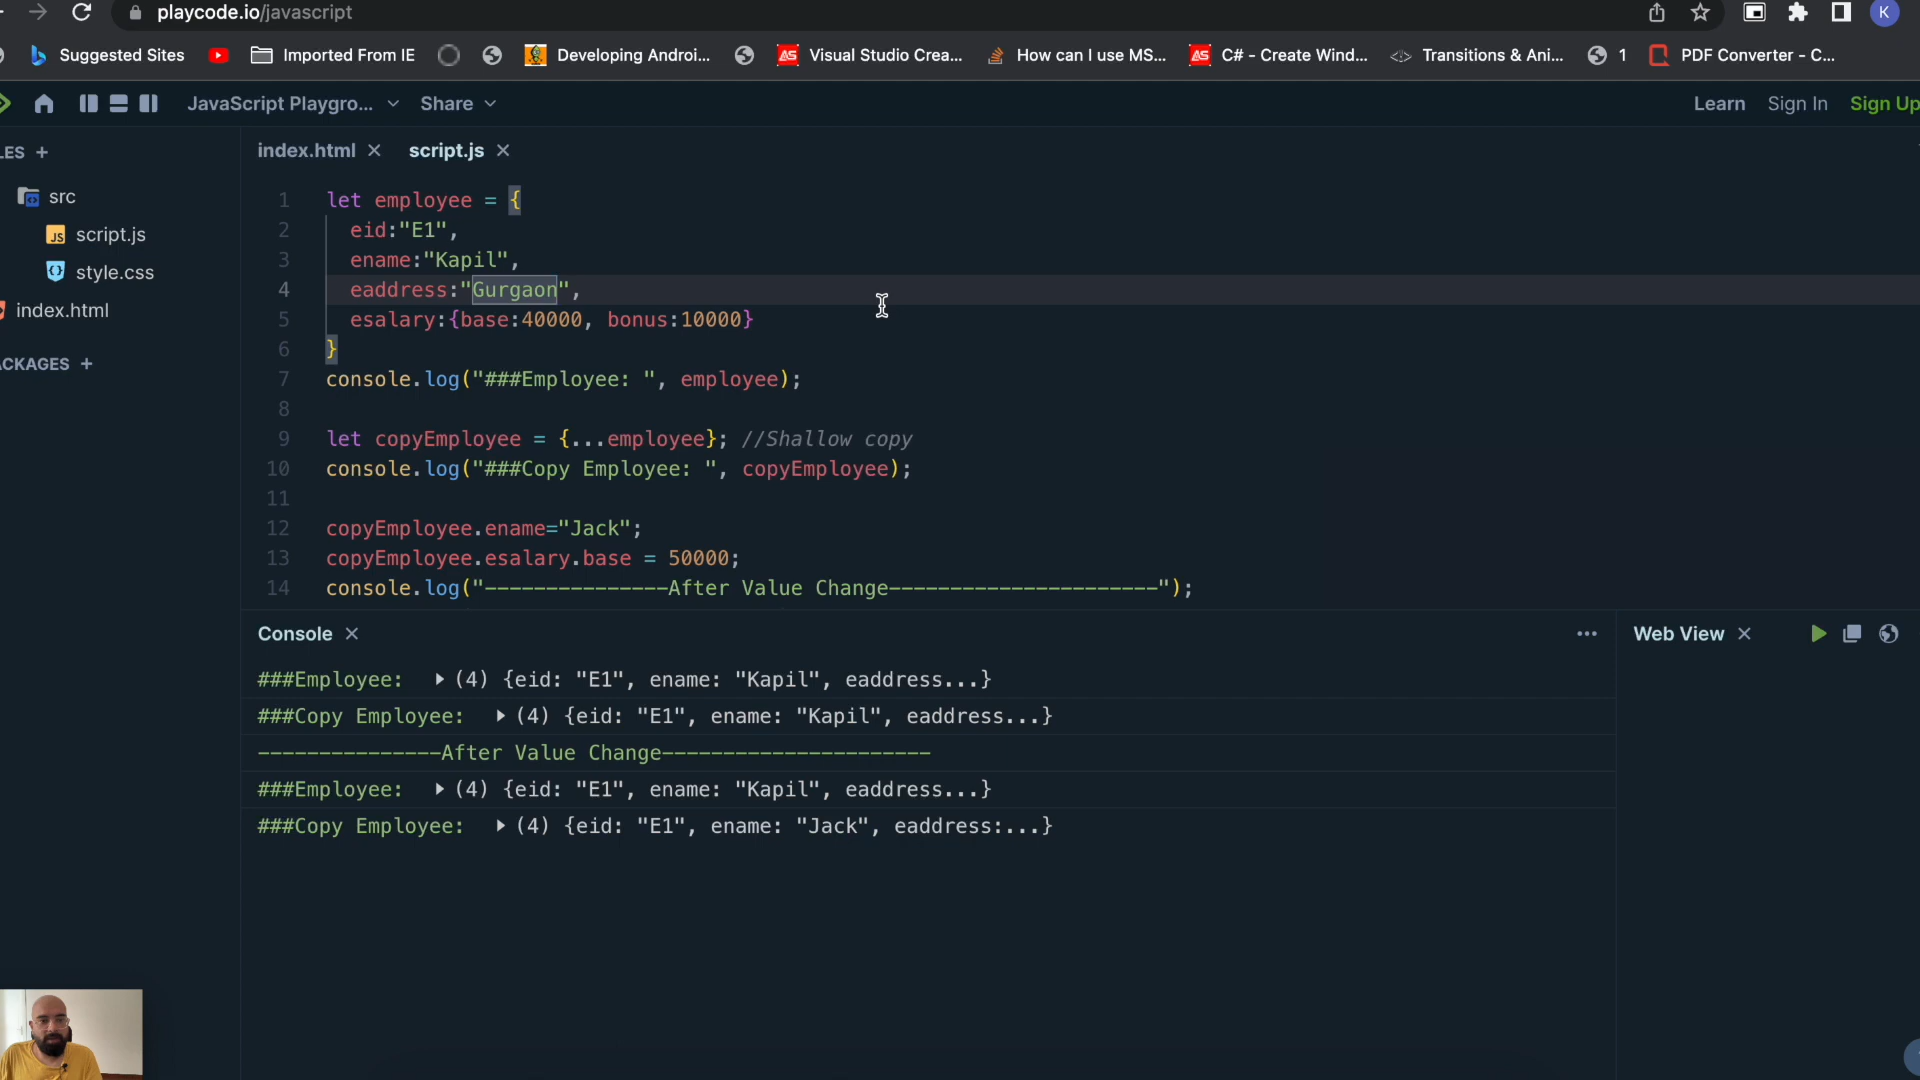 playcode.io/javascript
K
Suggested Sites
Imported From IE
Developing Androi...
AS Visual Studio Crea...
How can I use MS...
AS C# - Create Wind...
Transitions & Ani...
1
PDF Converter - C...
JavaScript Playgro...
Share
Learn
Sign In
Sign Up
LES +
index.html
script.js
src
JS script.js
style.css
index.html
ACKAGES +
1 let employee = {
2 eid:"E1",
3 ename:"Kapil",
4 eaddress:"Gurgaon",
5 esalary:{base:40000, bonus:10000}
6 }
7 console.log("###Employee: ", employee);
8
9 let copyEmployee = {...employee}; //Shallow copy
10 console.log("###Copy Employee: ", copyEmployee);
11
12 copyEmployee.ename="Jack";
13 copyEmployee.esalary.base = 50000;
14 console.log("---------------After Value Change----------------------");
Console
Web View
###Employee: (4) {eid: "E1", ename: "Kapil", eaddress...}
###Copy Employee: (4) {eid: "E1", ename: "Kapil", eaddress...}
---------------After Value Change----------------------
###Employee: (4) {eid: "E1", ename: "Kapil", eaddress...}
###Copy Employee: (4) {eid: "E1", ename: "Jack", eaddress:...}